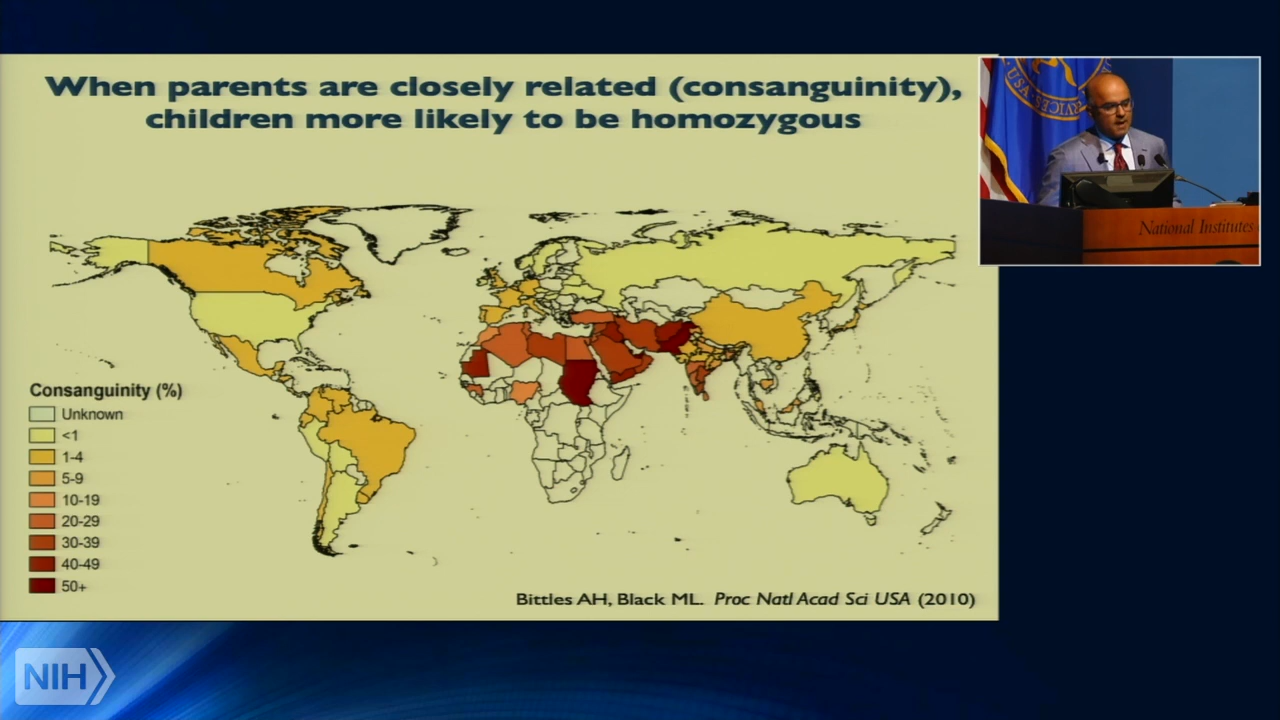 When parents are closely related (consanguinity),
children more likely to be homozygous
Consanguinity (%)
Unknown
<1
1-4
5-9
10-19
20-29
30-39
40-49
50+
Bittles AH, Black ML. Proc Natl Acad Sci USA (2010)
National Institutes
NIH